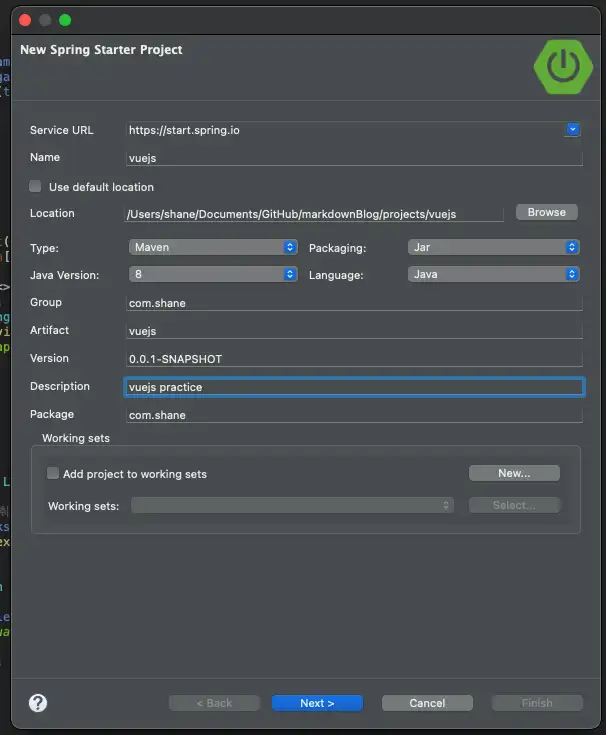 New Spring Starter Project
Service URL https://start.spring.io
Name vuejs
Use default location
Location /Users/shane/Documents/GitHub/markdownBlog/projects/vuejs Browse
Type: Maven Packaging: Jar
Java Version: 8 Language: Java
Group com.shane
Artifact vuejs
Version 0.0.1-SNAPSHOT
Description vuejs practice
Package com.shane
Working sets
Add project to working sets New...
Working sets: Select...
? < Back Next > Cancel Finish